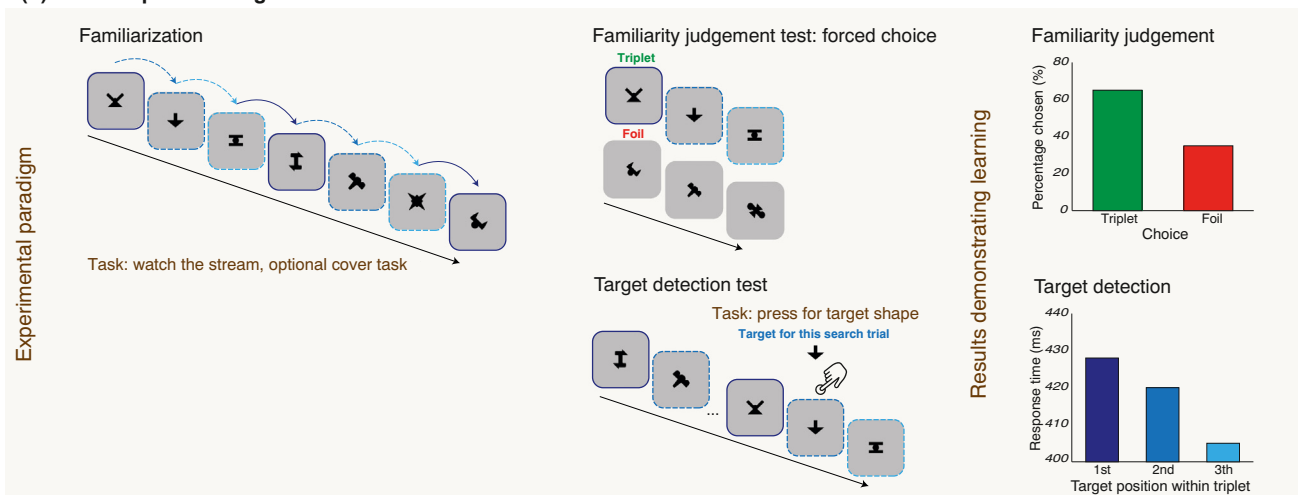 Familiarization
Familiarity judgement test: forced choice
Familiarity judgement
Experimental paradigm
Task: watch the stream, optional cover task
Triplet
Foil
Results demonstrating learning
Percentage chosen (%)
80
60
40
20
0
Triplet Foil
Choice
Target detection test
Task: press for target shape
Target for this search trial
...
Target detection
Response time (ms)
440
430
420
410
400
1st 2nd 3th
Target position within triplet